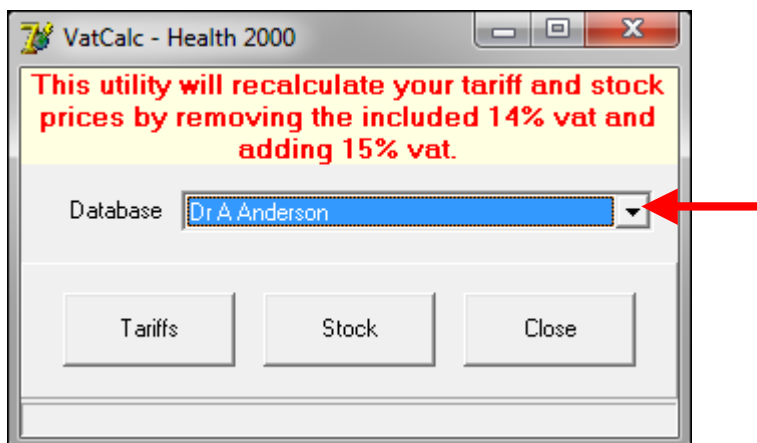 VatCalc - Health 2000
This utility will recalculate your tariff and stock
prices by removing the included 14% vat and
adding 15% vat.
Database Dr A Anderson
Tariffs Stock Close